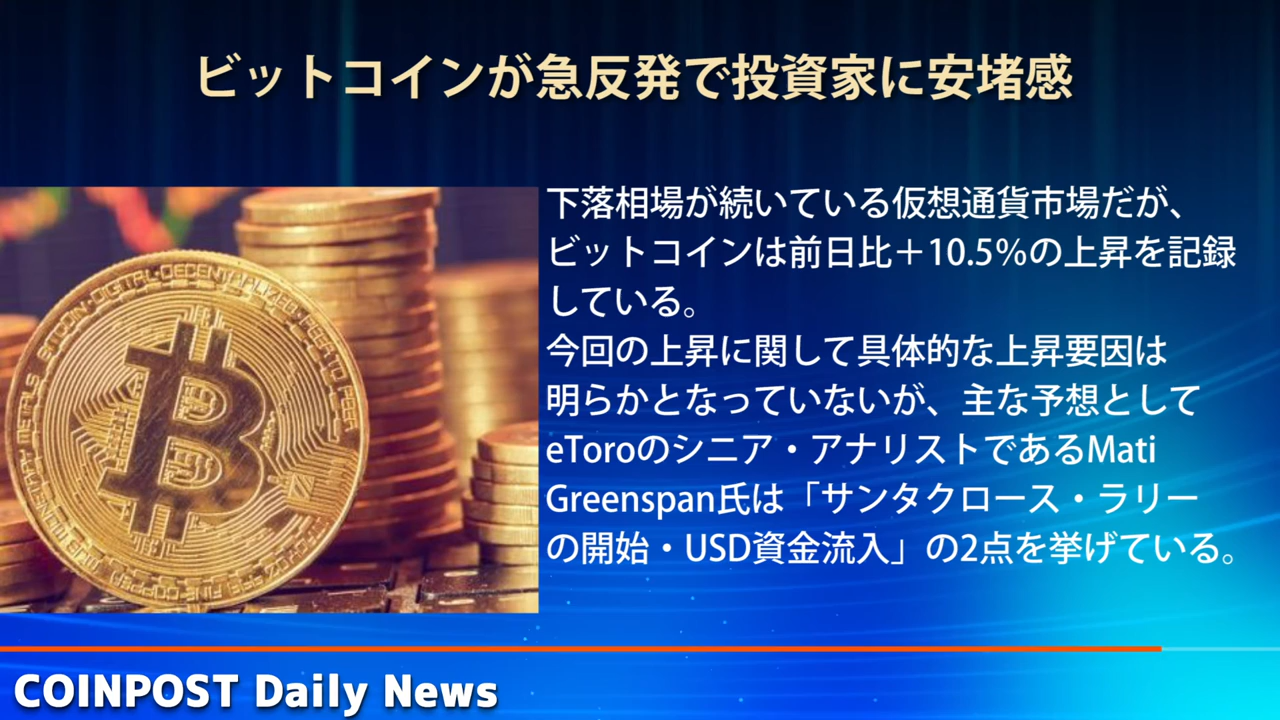 ビットコインが急反発で投資家に安堵感
下落相場が続いている仮想通貨市場だが、
ビットコインは前日比＋10.5％の上昇を記録
している。
今回の上昇に関して具体的な上昇要因は
明らかとなっていないが、主な予想として
eToroのシニア・アナリストであるMati
Greenspan氏は「サンタクロース・ラリー
の開始・USD資金流入」の2点を挙げている。
BITCOIN·DIGITAL·DECENTRALIZED·PEER TO PEER
COINPOST Daily News